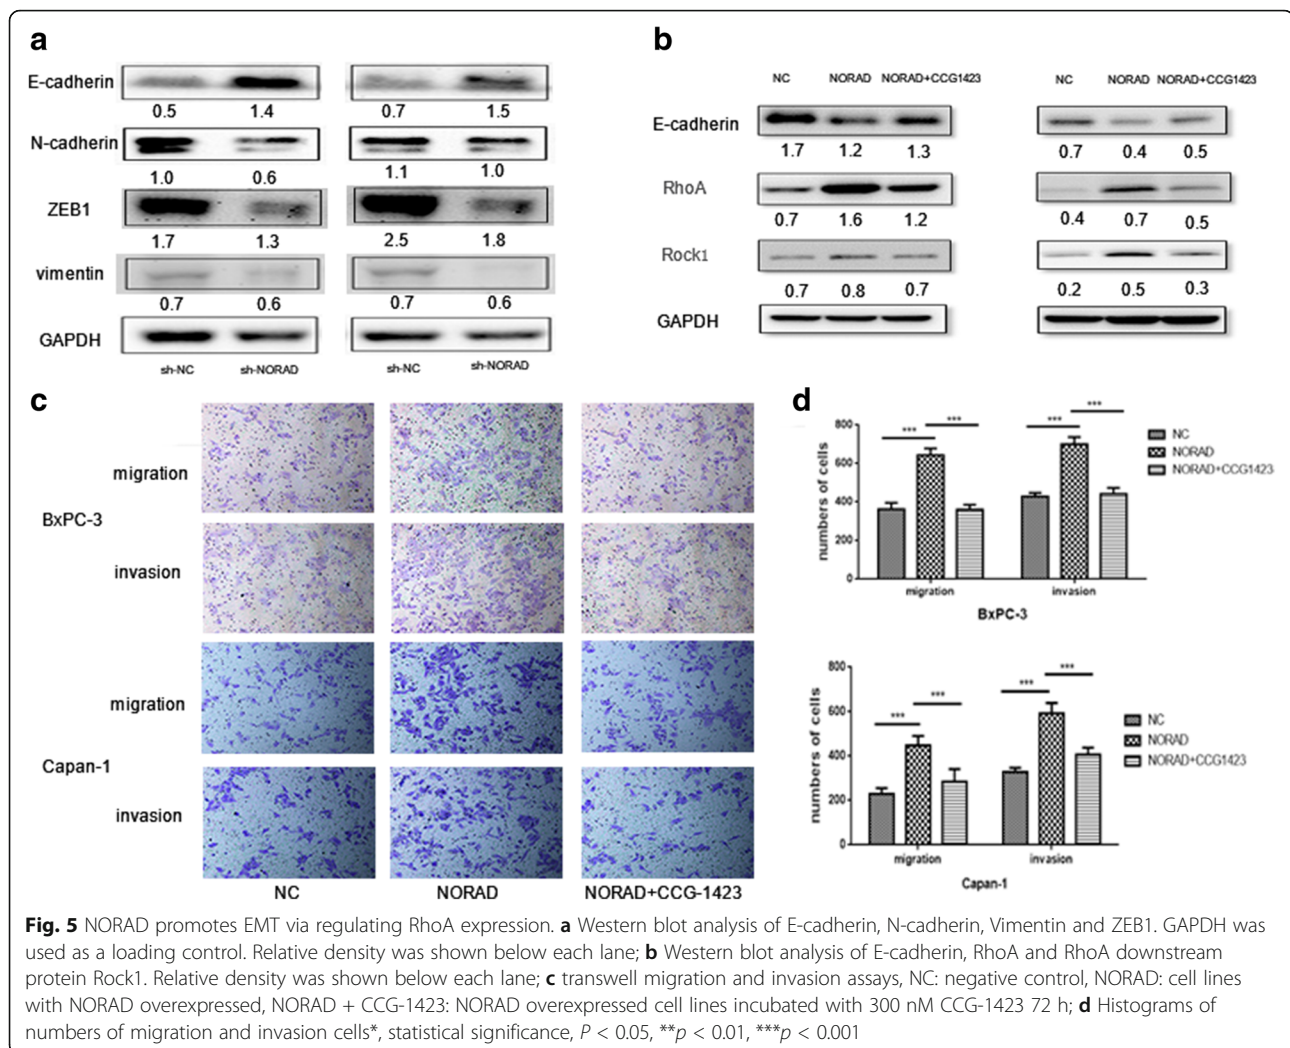 a
E-cadherin
0.5 1.4 0.7 1.5
N-cadherin
1.0 0.6 1.1 1.0
ZEB1
1.7 1.3 2.5 1.8
vimentin
0.7 0.6 0.7 0.6
GAPDH
sh-NC sh-NORAD sh-NC sh-NORAD
b
NC NORAD NORAD+CCG1423 NC NORAD NORAD+CCG1423
E-cadherin
1.7 1.2 1.3 0.7 0.4 0.5
RhoA
0.7 1.6 1.2 0.4 0.7 0.5
Rock1
0.7 0.8 0.7 0.2 0.5 0.3
GAPDH
c
migration
BxPC-3
invasion
migration
Capan-1
invasion
NC NORAD NORAD+CCG-1423
d
800
600
400
200
0
numbers of cells
*** *** *** ***
NC
NORAD
NORAD+CCG1423
migration invasion
BxPC-3
800
600
400
200
0
numbers of cells
*** *** *** ***
NC
NORAD
NORAD+CCG1423
migration invasion
Capan-1
Fig. 5 NORAD promotes EMT via regulating RhoA expression. a Western blot analysis of E-cadherin, N-cadherin, Vimentin and ZEB1. GAPDH was
used as a loading control. Relative density was shown below each lane; b Western blot analysis of E-cadherin, RhoA and RhoA downstream
protein Rock1. Relative density was shown below each lane; c transwell migration and invasion assays, NC: negative control, NORAD: cell lines
with NORAD overexpressed, NORAD + CCG-1423: NORAD overexpressed cell lines incubated with 300 nM CCG-1423 72 h; d Histograms of
numbers of migration and invasion cells*, statistical significance, P < 0.05, **p < 0.01, ***p < 0.001